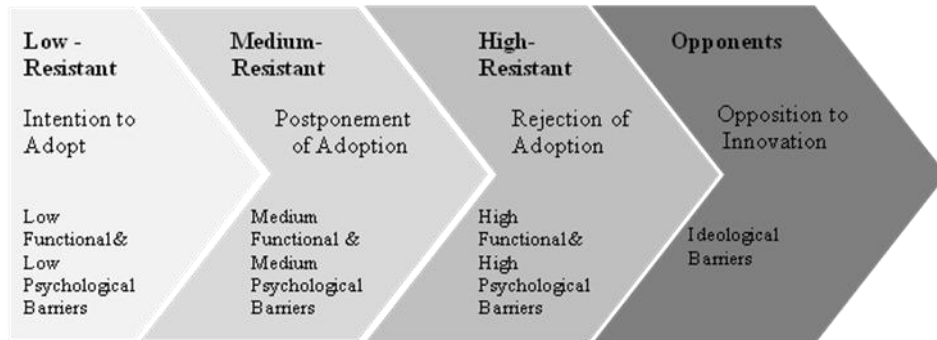 Low -
Resistant
Intention to
Adopt
Low
Functional &
Low
Psychological
Barriers
Medium-
Resistant
Postponement
of Adoption
Medium
Functional &
Medium
Psychological
Barriers
High-
Resistant
Rejection of
Adoption
High
Functional &
High
Psychological
Barriers
Opponents
Opposition to
Innovation
Ideological
Barriers